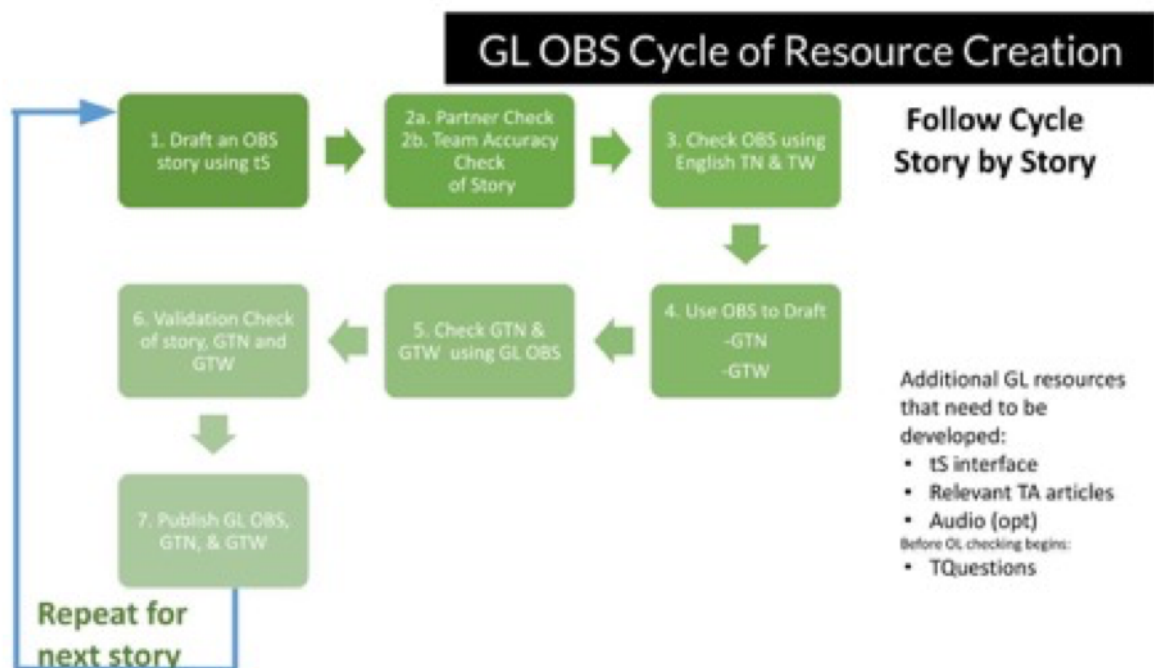 GL OBS Cycle of Resource Creation
Follow Cycle
Story by Story
1. Draft an OBS
story using tS
2a. Partner Check
2b. Team Accuracy
Check
of Story
3. Check OBS using
English TN & TW
4. Use OBS to Draft
-GTN
-GTW
5. Check GTN &
GTW using GL OBS
6. Validation Check
of story, GTN and
GTW
7. Publish GL OBS,
GTN, & GTW
Repeat for
next story
Additional GL resources
that need to be
developed:
• tS interface
• Relevant TA articles
• Audio (opt)
Before OL checking begins:
• TQuestions